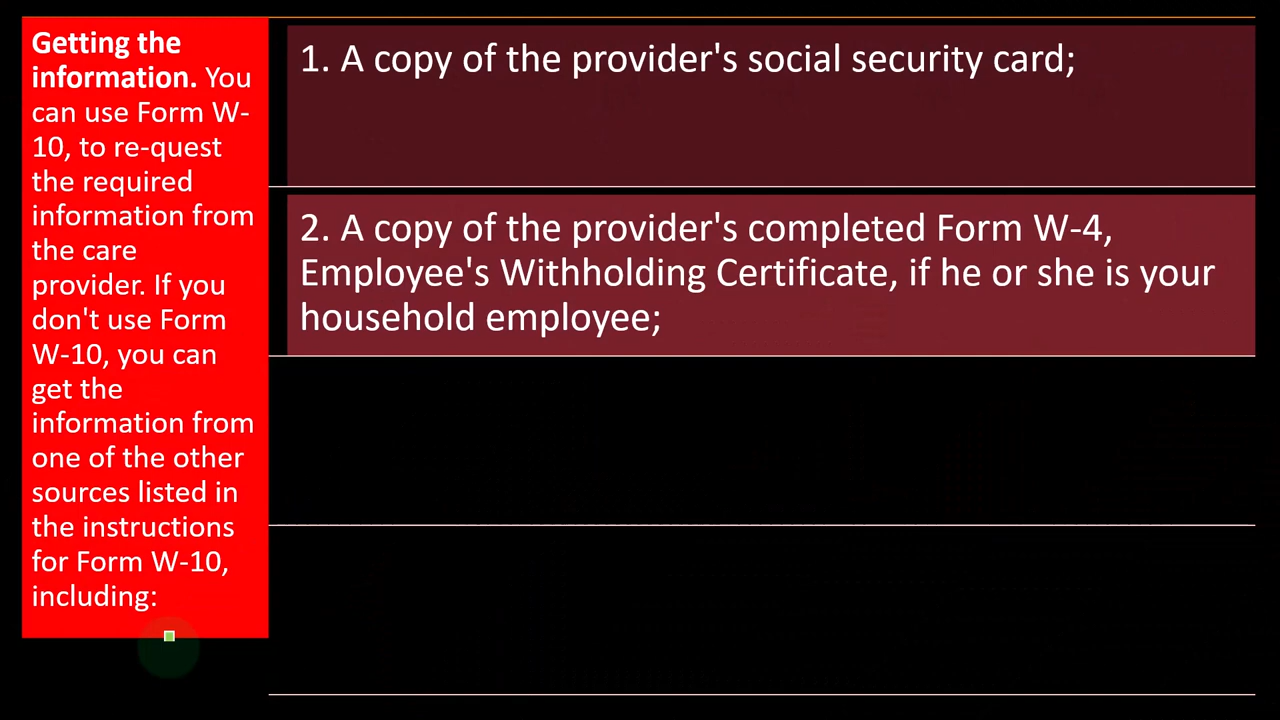 Getting the
information. You
can use Form W-
10, to re-quest
the required
information from
the care
provider. If you
don't use Form
W-10, you can
get the
information from
one of the other
sources listed in
the instructions
for Form W-10,
including:
1. A copy of the provider's social security card;
2. A copy of the provider's completed Form W-4,
Employee's Withholding Certificate, if he or she is your
household employee;